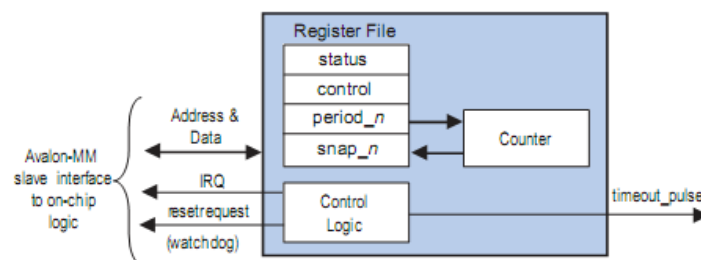 Register File
status
control
period_n
snap_n
Counter
Address &
Data
Avalon-MM
slave interface
to on-chip
logic
IRQ
resetrequest
(watchdog)
Control
Logic
timeout_pulse